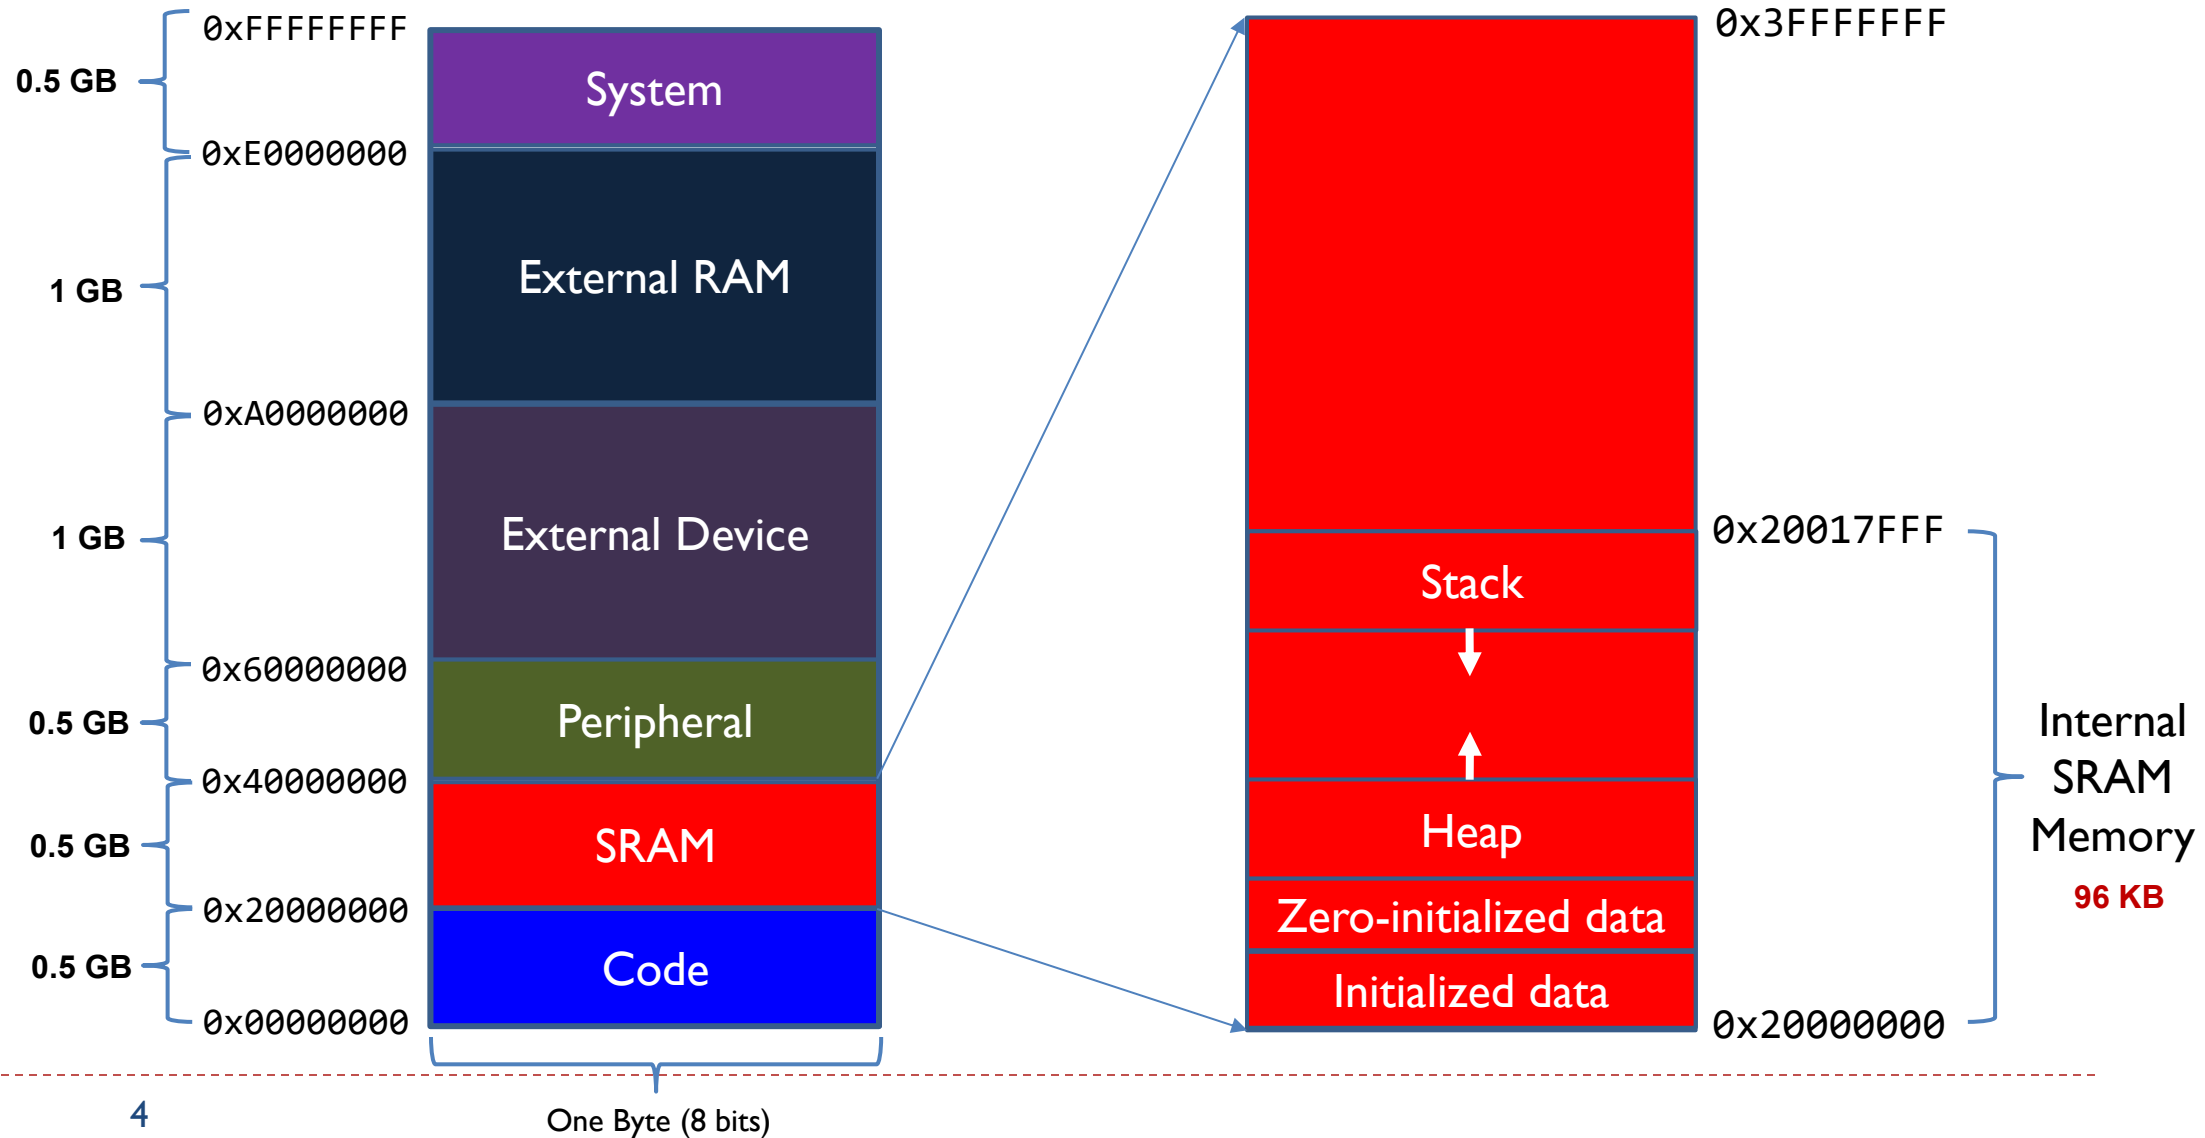 0xFFFFFFFF
0.5 GB
System
0xE0000000
1 GB
External RAM
0xA0000000
1 GB
External Device
0x60000000
0.5 GB
Peripheral
0x40000000
0.5 GB
SRAM
0x20000000
0.5 GB
Code
0x00000000
One Byte (8 bits)
0x3FFFFFFF
0x20017FFF
Stack
Heap
Zero-initialized data
Initialized data
0x20000000
Internal
SRAM
Memory
96 KB
4